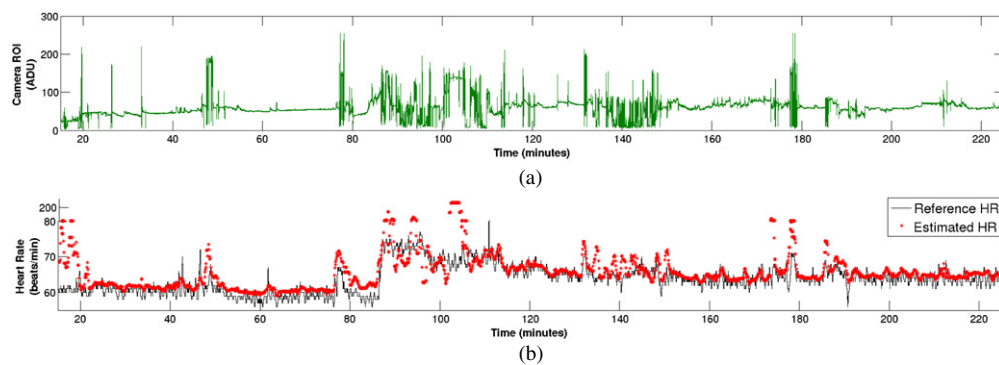 300
200
100
0
Camera ROI
(ADU)
20 40 60 80 100 120 140 160 180 200 220
Time (minutes)
(a)
200
80
70
60
Heart Rate
(beats/min)
Reference HR
Estimated HR
20 40 60 80 100 120 140 160 180 200 220
Time (minutes)
(b)